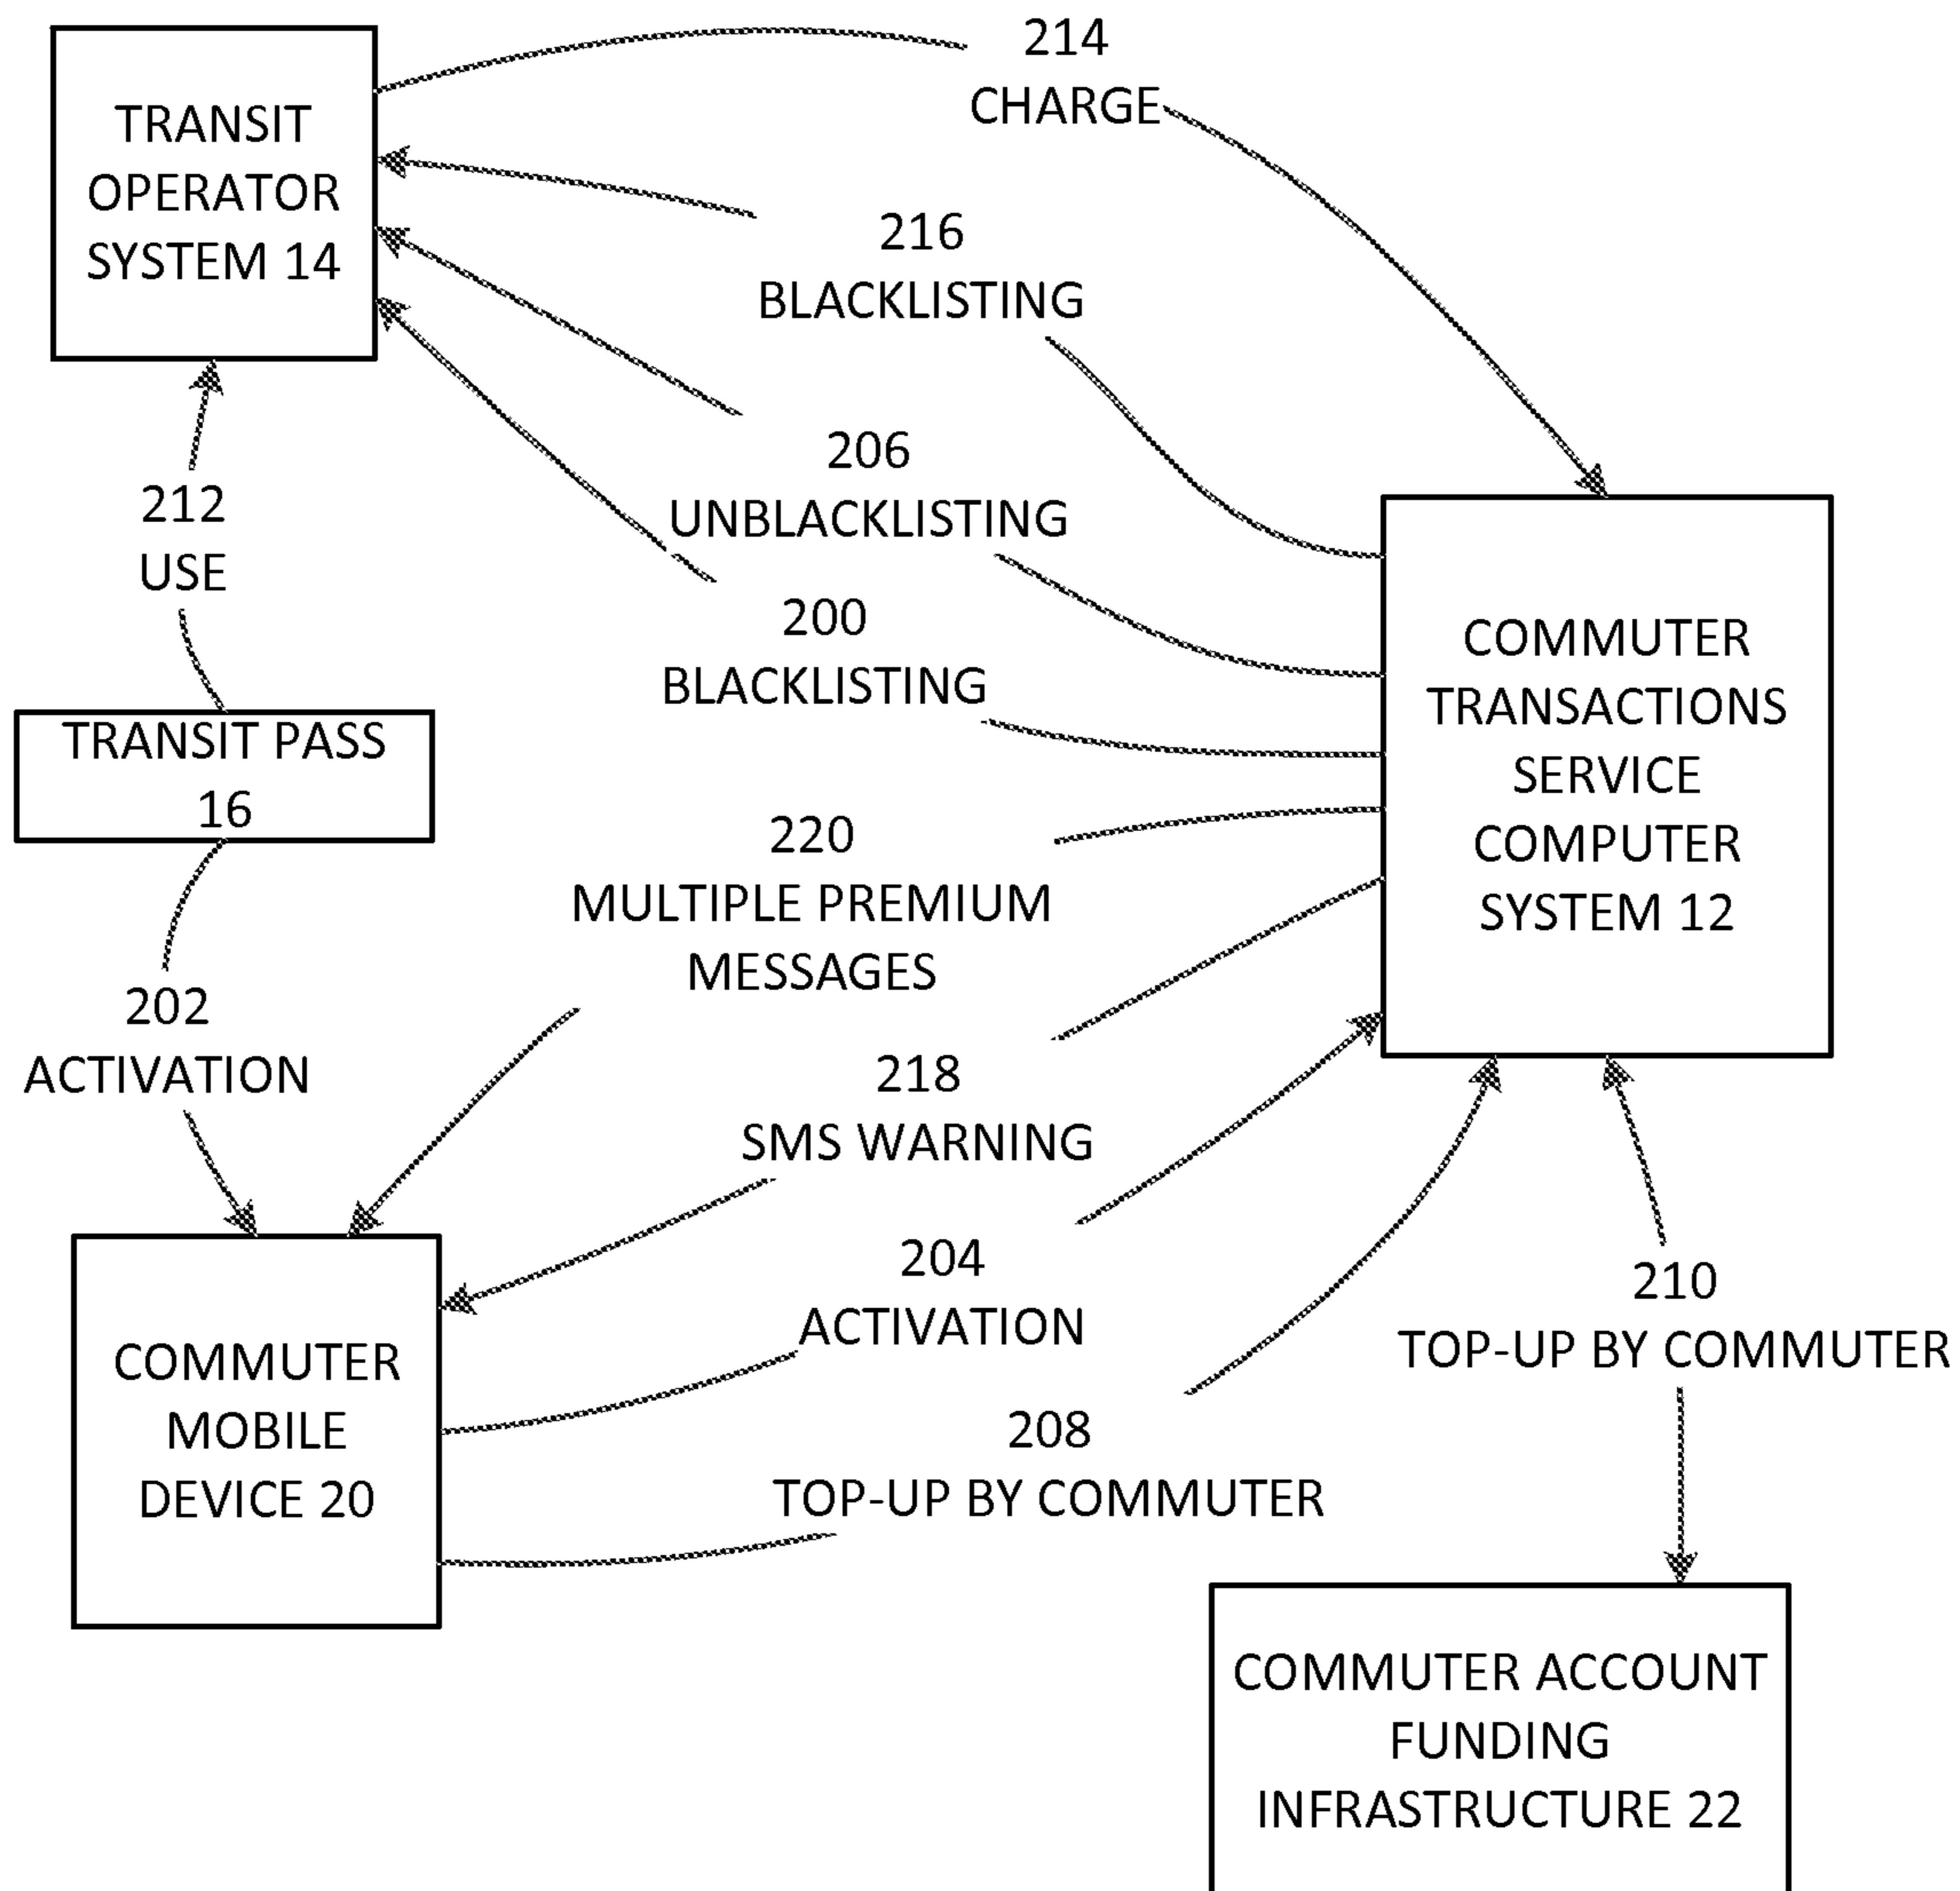 214
CHARGE
TRANSIT
OPERATOR
SYSTEM 14
216
BLACKLISTING
206
UNBLACKLISTING
212
USE
200
BLACKLISTING
COMMUTER
TRANSACTIONS
SERVICE
COMPUTER
SYSTEM 12
TRANSIT PASS
16
220
MULTIPLE PREMIUM
MESSAGES
202
ACTIVATION
218
SMS WARNING
204
ACTIVATION
210
TOP-UP BY COMMUTER
COMMUTER
MOBILE
DEVICE 20
208
TOP-UP BY COMMUTER
COMMUTER ACCOUNT
FUNDING
INFRASTRUCTURE 22